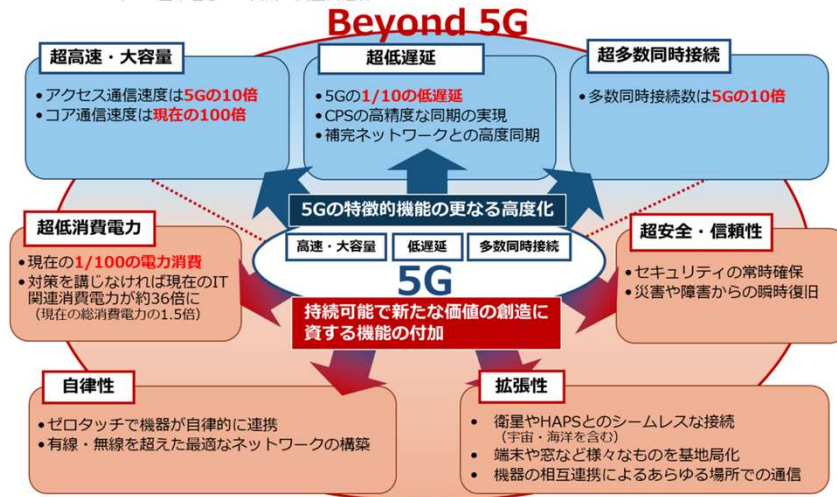 Beyond 5G
超高速・大容量
•アクセス通信速度は5Gの10倍
•コア通信速度は現在の100倍
超低遅延
•5Gの1/10の低遅延
•CPSの高精度な同期の実現
•補完ネットワークとの高度同期
超多数同時接続
•多数同時接続数は5Gの10倍
5Gの特徴的機能の更なる高度化
高速・大容量
低遅延
多数同時接続
5G
持続可能で新たな価値の創造に
資する機能の付加
超低消費電力
•現在の1/100の電力消費
•対策を講じなければ現在のIT
関連消費電力が約36倍に
(現在の総消費電力の1.5倍)
超安全・信頼性
•セキュリティの常時確保
•災害や障害からの瞬時復旧
自律性
•ゼロタッチで機器が自律的に連携
•有線・無線を超えた最適なネットワークの構築
拡張性
• 衛星やHAPSとのシームレスな接続
(宇宙・海洋を含む)
• 端末や窓など様々なものを基地局化
• 機器の相互連携によるあらゆる場所での通信